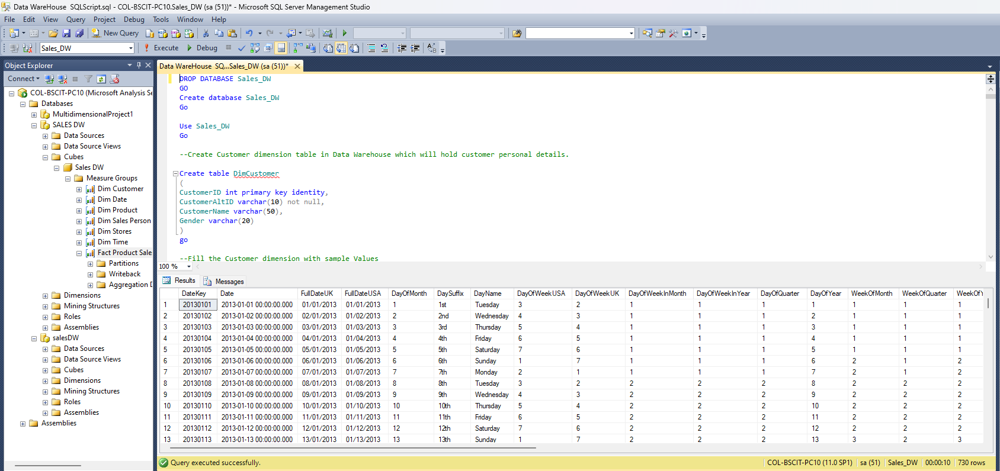 Data WareHouse SQLScript.sql - COL-BSCIT-PC10.Sales_DW (sa (51))* - Microsoft SQL Server Management Studio
File Edit View Query Project Debug Tools Window Help
New Query
Sales_DW Execute Debug
Object Explorer
Connect
COL-BSCIT-PC10 (Microsoft Analysis Se
Databases
MultidimensionalProject1
SALES DW
Data Sources
Data Source Views
Cubes
Sales DW
Measure Groups
Dim Customer
Dim Date
Dim Product
Dim Sales Person
Dim Stores
Dim Time
Fact Product Sale
Partitions
Writeback
Aggregation D
Dimensions
Mining Structures
Roles
Assemblies
salesDW
Data Sources
Data Source Views
Cubes
Dimensions
Mining Structures
Roles
Assemblies
Assemblies
Data WareHouse SQ...Sales_DW (sa (51))*
DROP DATABASE Sales_DW
GO
Create database Sales_DW
Go
Use Sales_DW
Go
--Create Customer dimension table in Data Warehouse which will hold customer personal details.
Create table DimCustomer
(
CustomerID int primary key identity,
CustomerAltID varchar(10) not null,
CustomerName varchar(50),
Gender varchar(20)
)
go
--Fill the Customer dimension with sample Values
100 %
Results Messages
DateKey Date FullDateUK FullDateUSA DayOfMonth DaySuffix DayName DayOfWeekUSA DayOfWeekUK DayOfWeekInMonth DayOfWeekInYear DayOfQuarter DayOfYear WeekOfMonth WeekOfQuarter WeekOfY
1 20130101 2013-01-01 00:00:00.000 01/01/2013 01/01/2013 1 1st Tuesday 3 2 1 1 1 1 1 1 1
2 20130102 2013-01-02 00:00:00.000 02/01/2013 01/02/2013 2 2nd Wednesday 4 3 1 1 1 2 1 1 1
3 20130103 2013-01-03 00:00:00.000 03/01/2013 01/03/2013 3 3rd Thursday 5 4 1 1 1 3 1 1 1
4 20130104 2013-01-04 00:00:00.000 04/01/2013 01/04/2013 4 4th Friday 6 5 1 1 1 4 1 1 1
5 20130105 2013-01-05 00:00:00.000 05/01/2013 01/05/2013 5 5th Saturday 7 6 1 1 1 5 1 1 1
6 20130106 2013-01-06 00:00:00.000 06/01/2013 01/06/2013 6 6th Sunday 1 7 1 1 1 6 2 1 2
7 20130107 2013-01-07 00:00:00.000 07/01/2013 01/07/2013 7 7th Monday 2 1 1 1 1 7 2 1 2
8 20130108 2013-01-08 00:00:00.000 08/01/2013 01/08/2013 8 8th Tuesday 3 2 2 2 2 8 2 2 2
9 20130109 2013-01-09 00:00:00.000 09/01/2013 01/09/2013 9 9th Wednesday 4 3 2 2 2 9 2 2 2
10 20130110 2013-01-10 00:00:00.000 10/01/2013 01/10/2013 10 10th Thursday 5 4 2 2 2 10 2 2 2
11 20130111 2013-01-11 00:00:00.000 11/01/2013 01/11/2013 11 11th Friday 6 5 2 2 2 11 2 2 2
12 20130112 2013-01-12 00:00:00.000 12/01/2013 01/12/2013 12 12th Saturday 7 6 2 2 2 12 2 2 2
13 20130113 2013-01-13 00:00:00.000 13/01/2013 01/13/2013 13 13th Sunday 1 7 2 2 2 13 3 2 3
Query executed successfully. COL-BSCIT-PC10 (11.0 SP1) sa (51) Sales_DW 00:00:10 730 rows